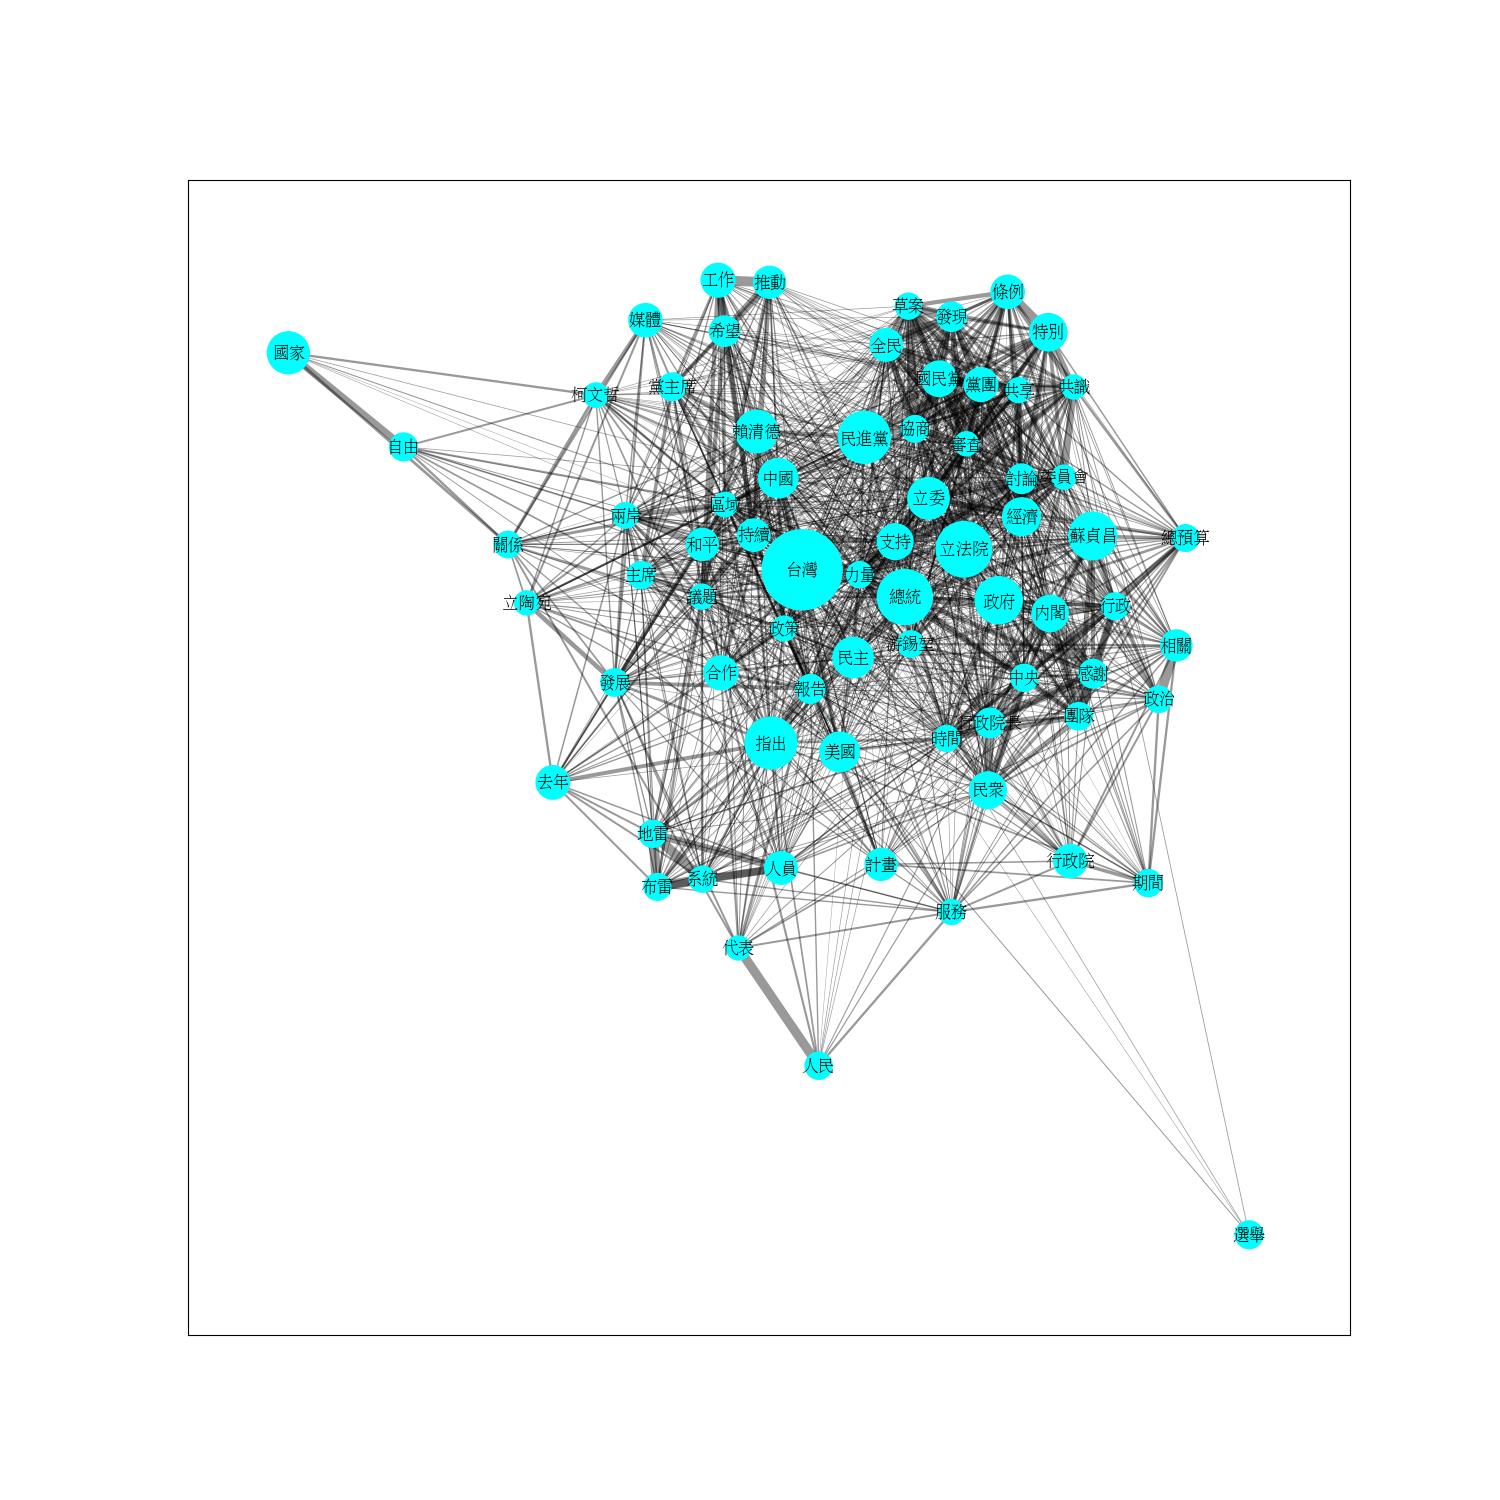 工作
推動
條例
草案
發現
媒體
希望
特別
全民
國家
國民黨
黨團
共享
共識
黨主席
柯文哲
賴清德
民進黨
協商
審查
自由
中國
討論
委員會
立委
區域
兩岸
經濟
持續
蘇貞昌
總預算
關係
和平
支持
立法院
台灣
力量
主席
議題
總統
政府
立陶宛
內閣
行政
政策
游錫堃
相關
民主
合作
中央
感謝
發展
報告
政治
團隊
行政院長
時間
指出
美國
去年
民眾
地雷
行政院
計畫
人員
系統
布雷
期間
服務
代表
人民
選舉